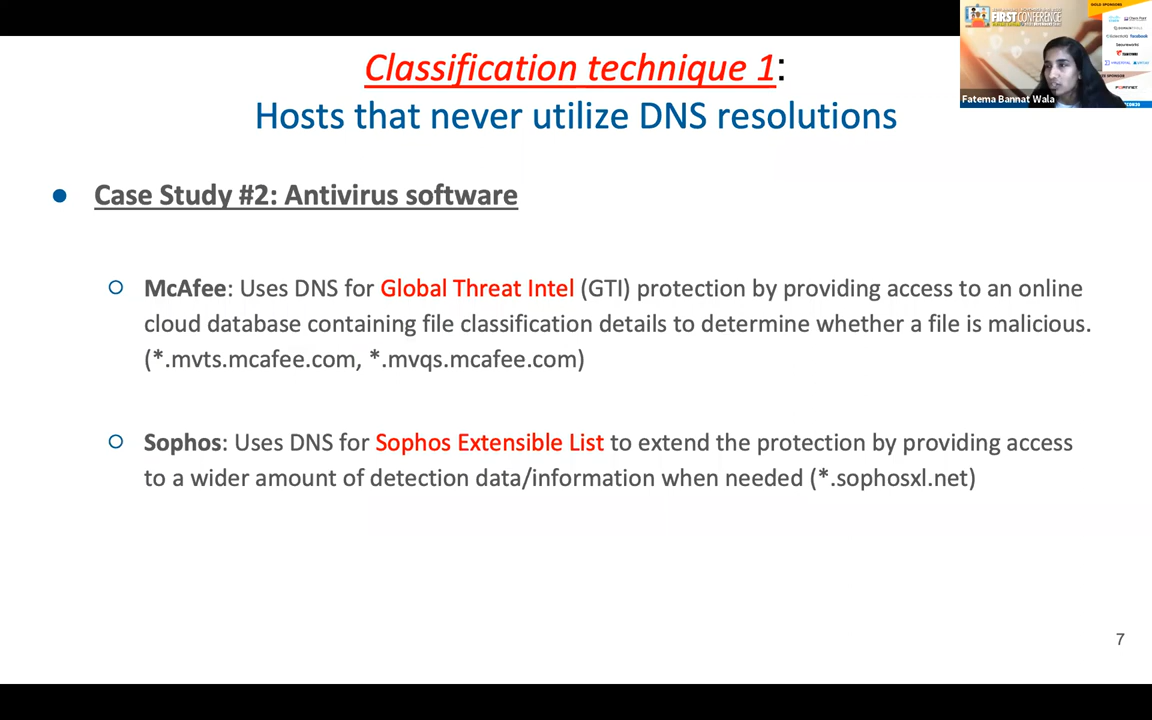 Classification technique 1:
Hosts that never utilize DNS resolutions
● Case Study #2: Antivirus software
○ McAfee: Uses DNS for Global Threat Intel (GTI) protection by providing access to an online
cloud database containing file classification details to determine whether a file is malicious.
(*.mvts.mcafee.com, *.mvqs.mcafee.com)
○ Sophos: Uses DNS for Sophos Extensible List to extend the protection by providing access
to a wider amount of detection data/information when needed (*.sophosxl.net)
7
FIRST CONFERENCE
Fatema Bannat Wala